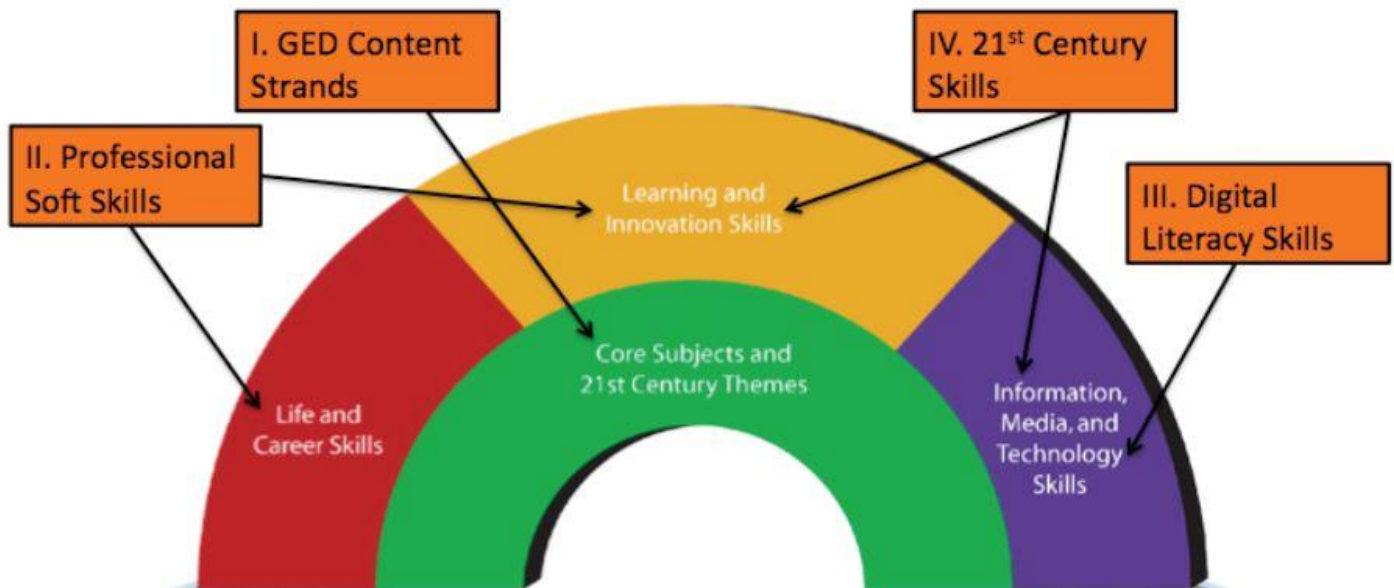 I. GED Content
Strands
IV. 21st Century
Skills
II. Professional
Soft Skills
III. Digital
Literacy Skills
Learning and
Innovation Skills
Core Subjects and
21st Century Themes
Life and
Career Skills
Information,
Media, and
Technology
Skills